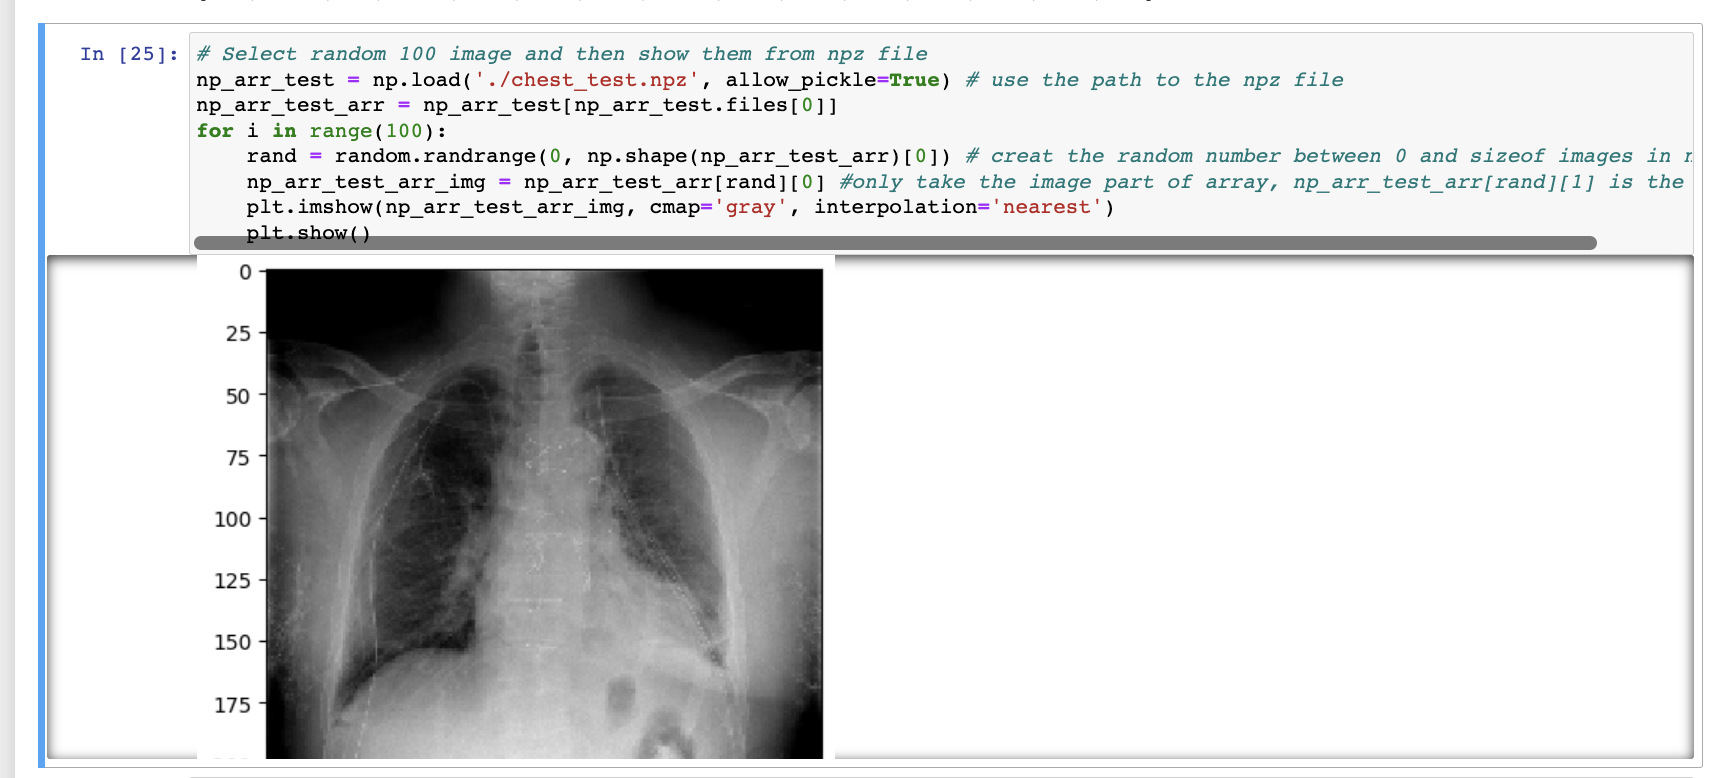 In [25]:
# Select random 100 image and then show them from npz file
np_arr_test = np.load('./chest_test.npz', allow_pickle=True) # use the path to the npz file
np_arr_test_arr = np_arr_test[np_arr_test.files[0]]
for i in range(100):
    rand = random.randrange(0, np.shape(np_arr_test_arr)[0]) # creat the random number between 0 and sizeof images in
    np_arr_test_arr_img = np_arr_test_arr[rand][0] #only take the image part of array, np_arr_test_arr[rand][1] is the
    plt.imshow(np_arr_test_arr_img, cmap='gray', interpolation='nearest')
    plt.show()
0
25
50
75
100
125
150
175